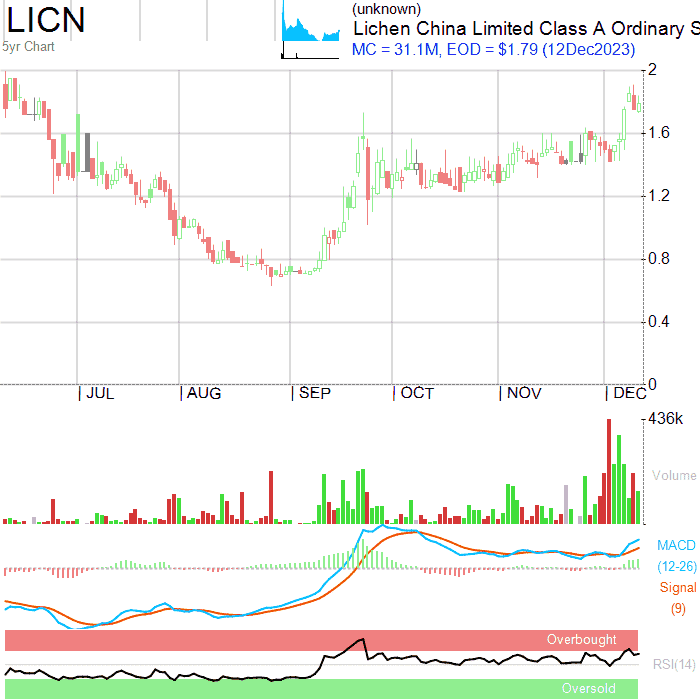 LICN
5yr Chart
(unknown)
Lichen China Limited Class A Ordinary S
MC = 31.1M, EOD = $1.79 (12Dec2023)
2
1.6
1.2
0.8
0.4
0
JUL
AUG
SEP
OCT
NOV
DEC
436k
Volume
MACD
(12-26)
Signal
(9)
Overbought
RSI(14)
Oversold